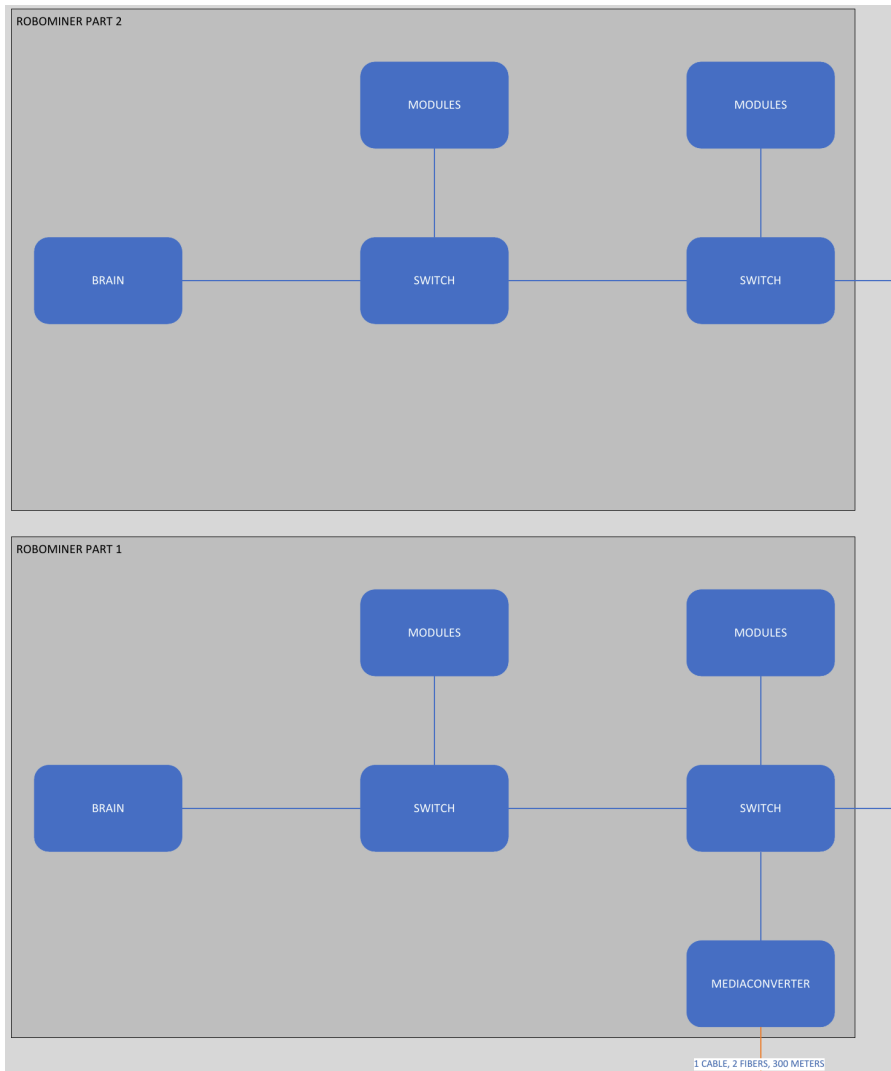 ROBOMINER PART 2
MODULES
MODULES
BRAIN
SWITCH
SWITCH
ROBOMINER PART 1
MODULES
MODULES
BRAIN
SWITCH
SWITCH
MEDIACONVERTER
1 CABLE, 2 FIBERS, 300 METERS